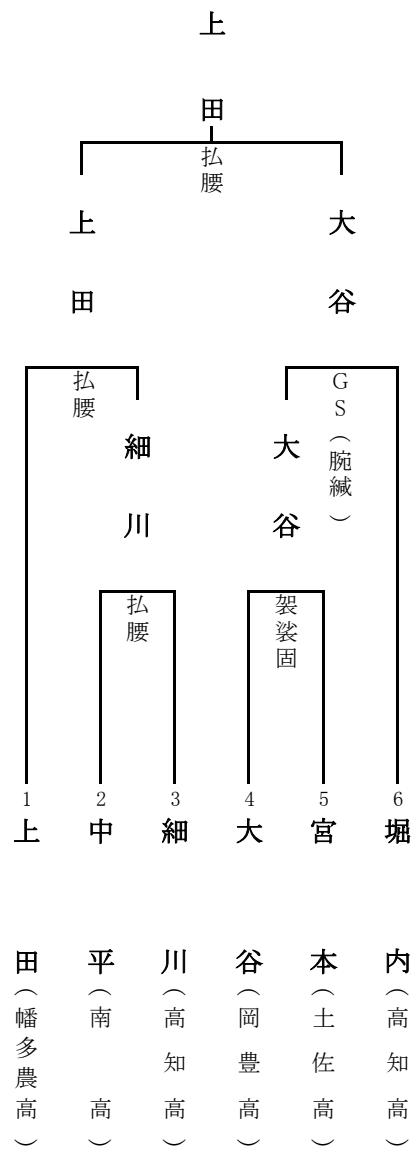 上田
払腰
上田
大谷
払腰
GS（腕緘）
細川
大谷
払腰
袈裟固
1
上田（幡多農高）
2
中平（南高）
3
細川（高知高）
4
大谷（岡豊高）
5
宮本（土佐高）
6
堀内（高知高）